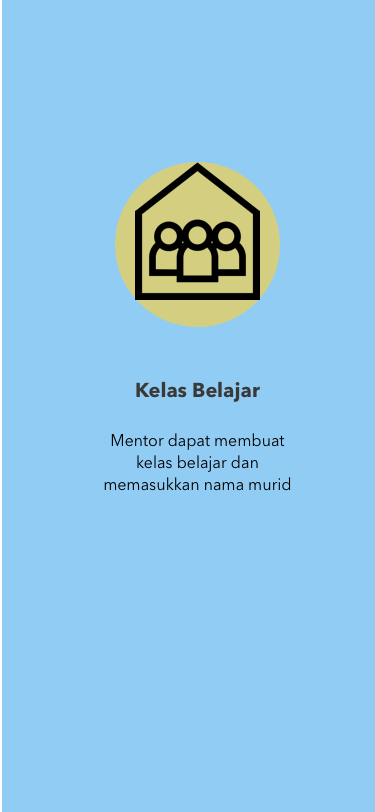 Kelas Belajar
Mentor dapat membuat
kelas belajar dan
memasukkan nama murid